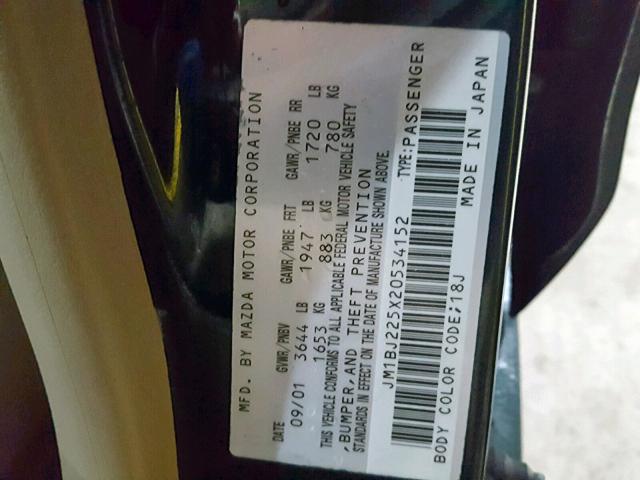 MFD. BY MAZDA MOTOR CORPORATION
DATE GVWR/PNBV GAWR/PNBE FRT GAWR/PNBE RR
09/01 3644 LB 1947 LB 1720 LB
1653 KG 883 KG 780 KG
THIS VEHICLE CONFORMS TO ALL APPLICABLE FEDERAL MOTOR VEHICLE SAFETY
,BUMPER,AND THEFT PREVENTION
STANDARDS IN EFFECT ON THE DATE OF MANUFACTURE SHOWN ABOVE.
JM1BJ225X20534152 TYPE:PASSENGER
BODY COLOR CODE;18J MADE IN JAPAN